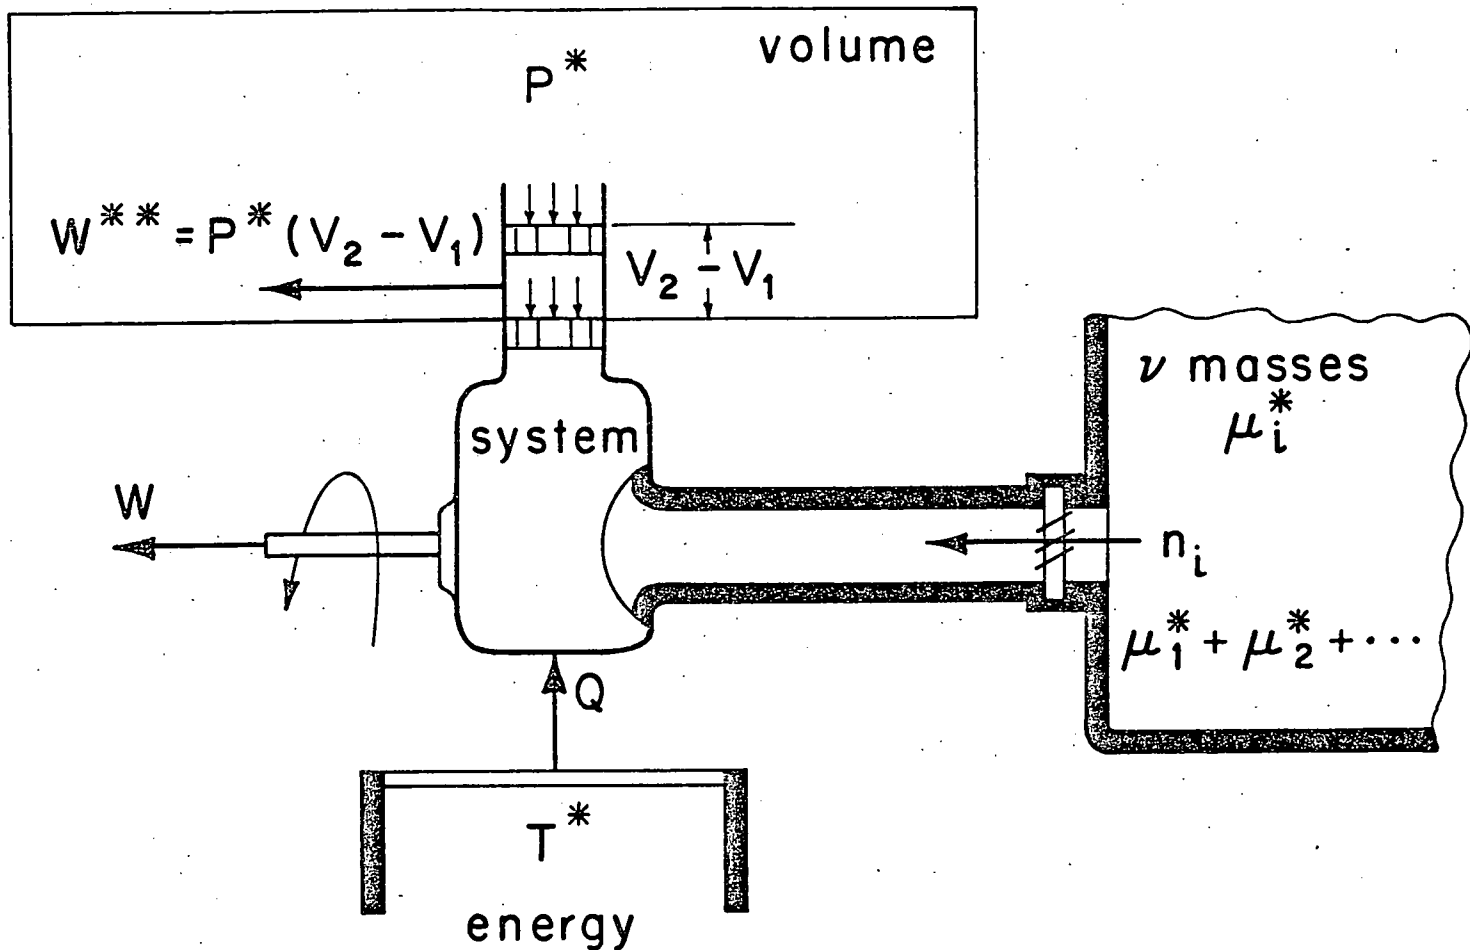 volume
P*
W** = P* (V₂ - V₁)
V₂ - V₁
ν masses
μᵢ*
system
W
nᵢ
μ₁* + μ₂* + ...
Q
T*
energy